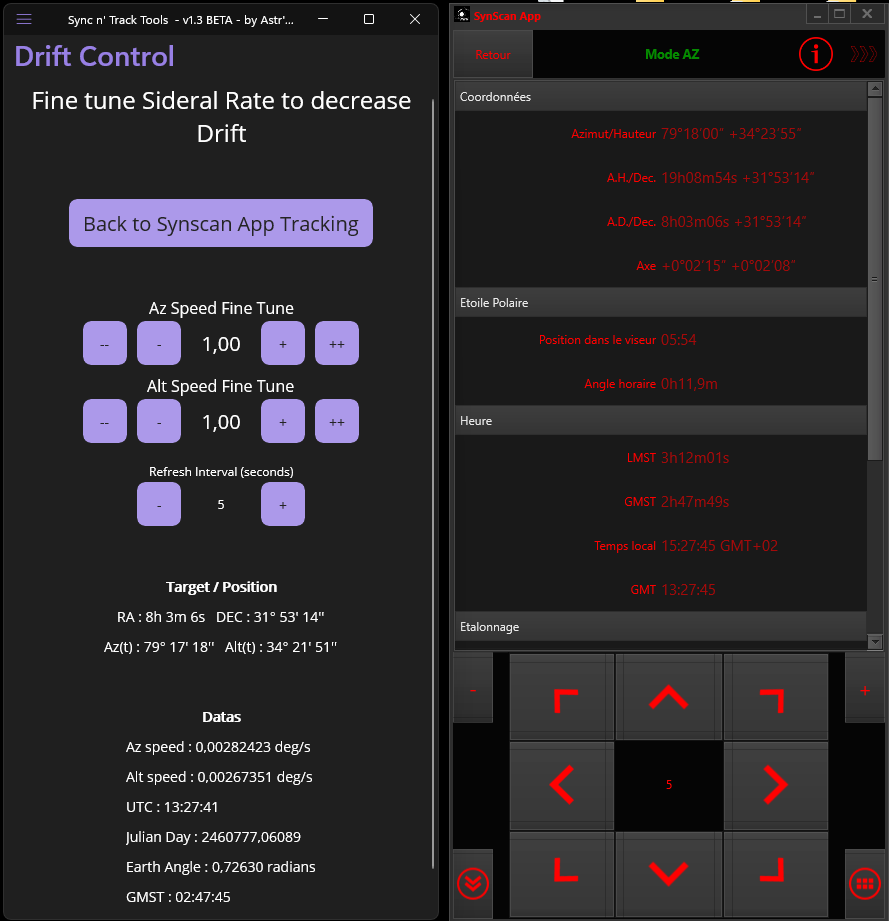 Sync n' Track Tools - v1.3 BETA - by Astr'...
Drift Control
Fine tune Sideral Rate to decrease
Drift
Back to Synscan App Tracking
Az Speed Fine Tune
-- - 1,00 + ++
Alt Speed Fine Tune
-- - 1,00 + ++
Refresh Interval (seconds)
- 5 +
Target / Position
RA : 8h 3m 6s DEC : 31° 53' 14''
Az(t) : 79° 17' 18'' Alt(t) : 34° 21' 51''
Datas
Az speed : 0,00282423 deg/s
Alt speed : 0,00267351 deg/s
UTC : 13:27:41
Julian Day : 2460777,06089
Earth Angle : 0,72630 radians
GMST : 02:47:45
SynScan App
Retour
Mode AZ
Coordonnées
Azimut/Hauteur 79°18'00" +34°23'55"
A.H./Dec. 19h08m54s +31°53'14"
A.D./Dec. 8h03m06s +31°53'14"
Axe +0°02'15" +0°02'08"
Etoile Polaire
Position dans le viseur 05:54
Angle horaire 0h11,9m
Heure
LMST 3h12m01s
GMST 2h47m49s
Temps local 15:27:45 GMT+02
GMT 13:27:45
Etalonnage
- +
5